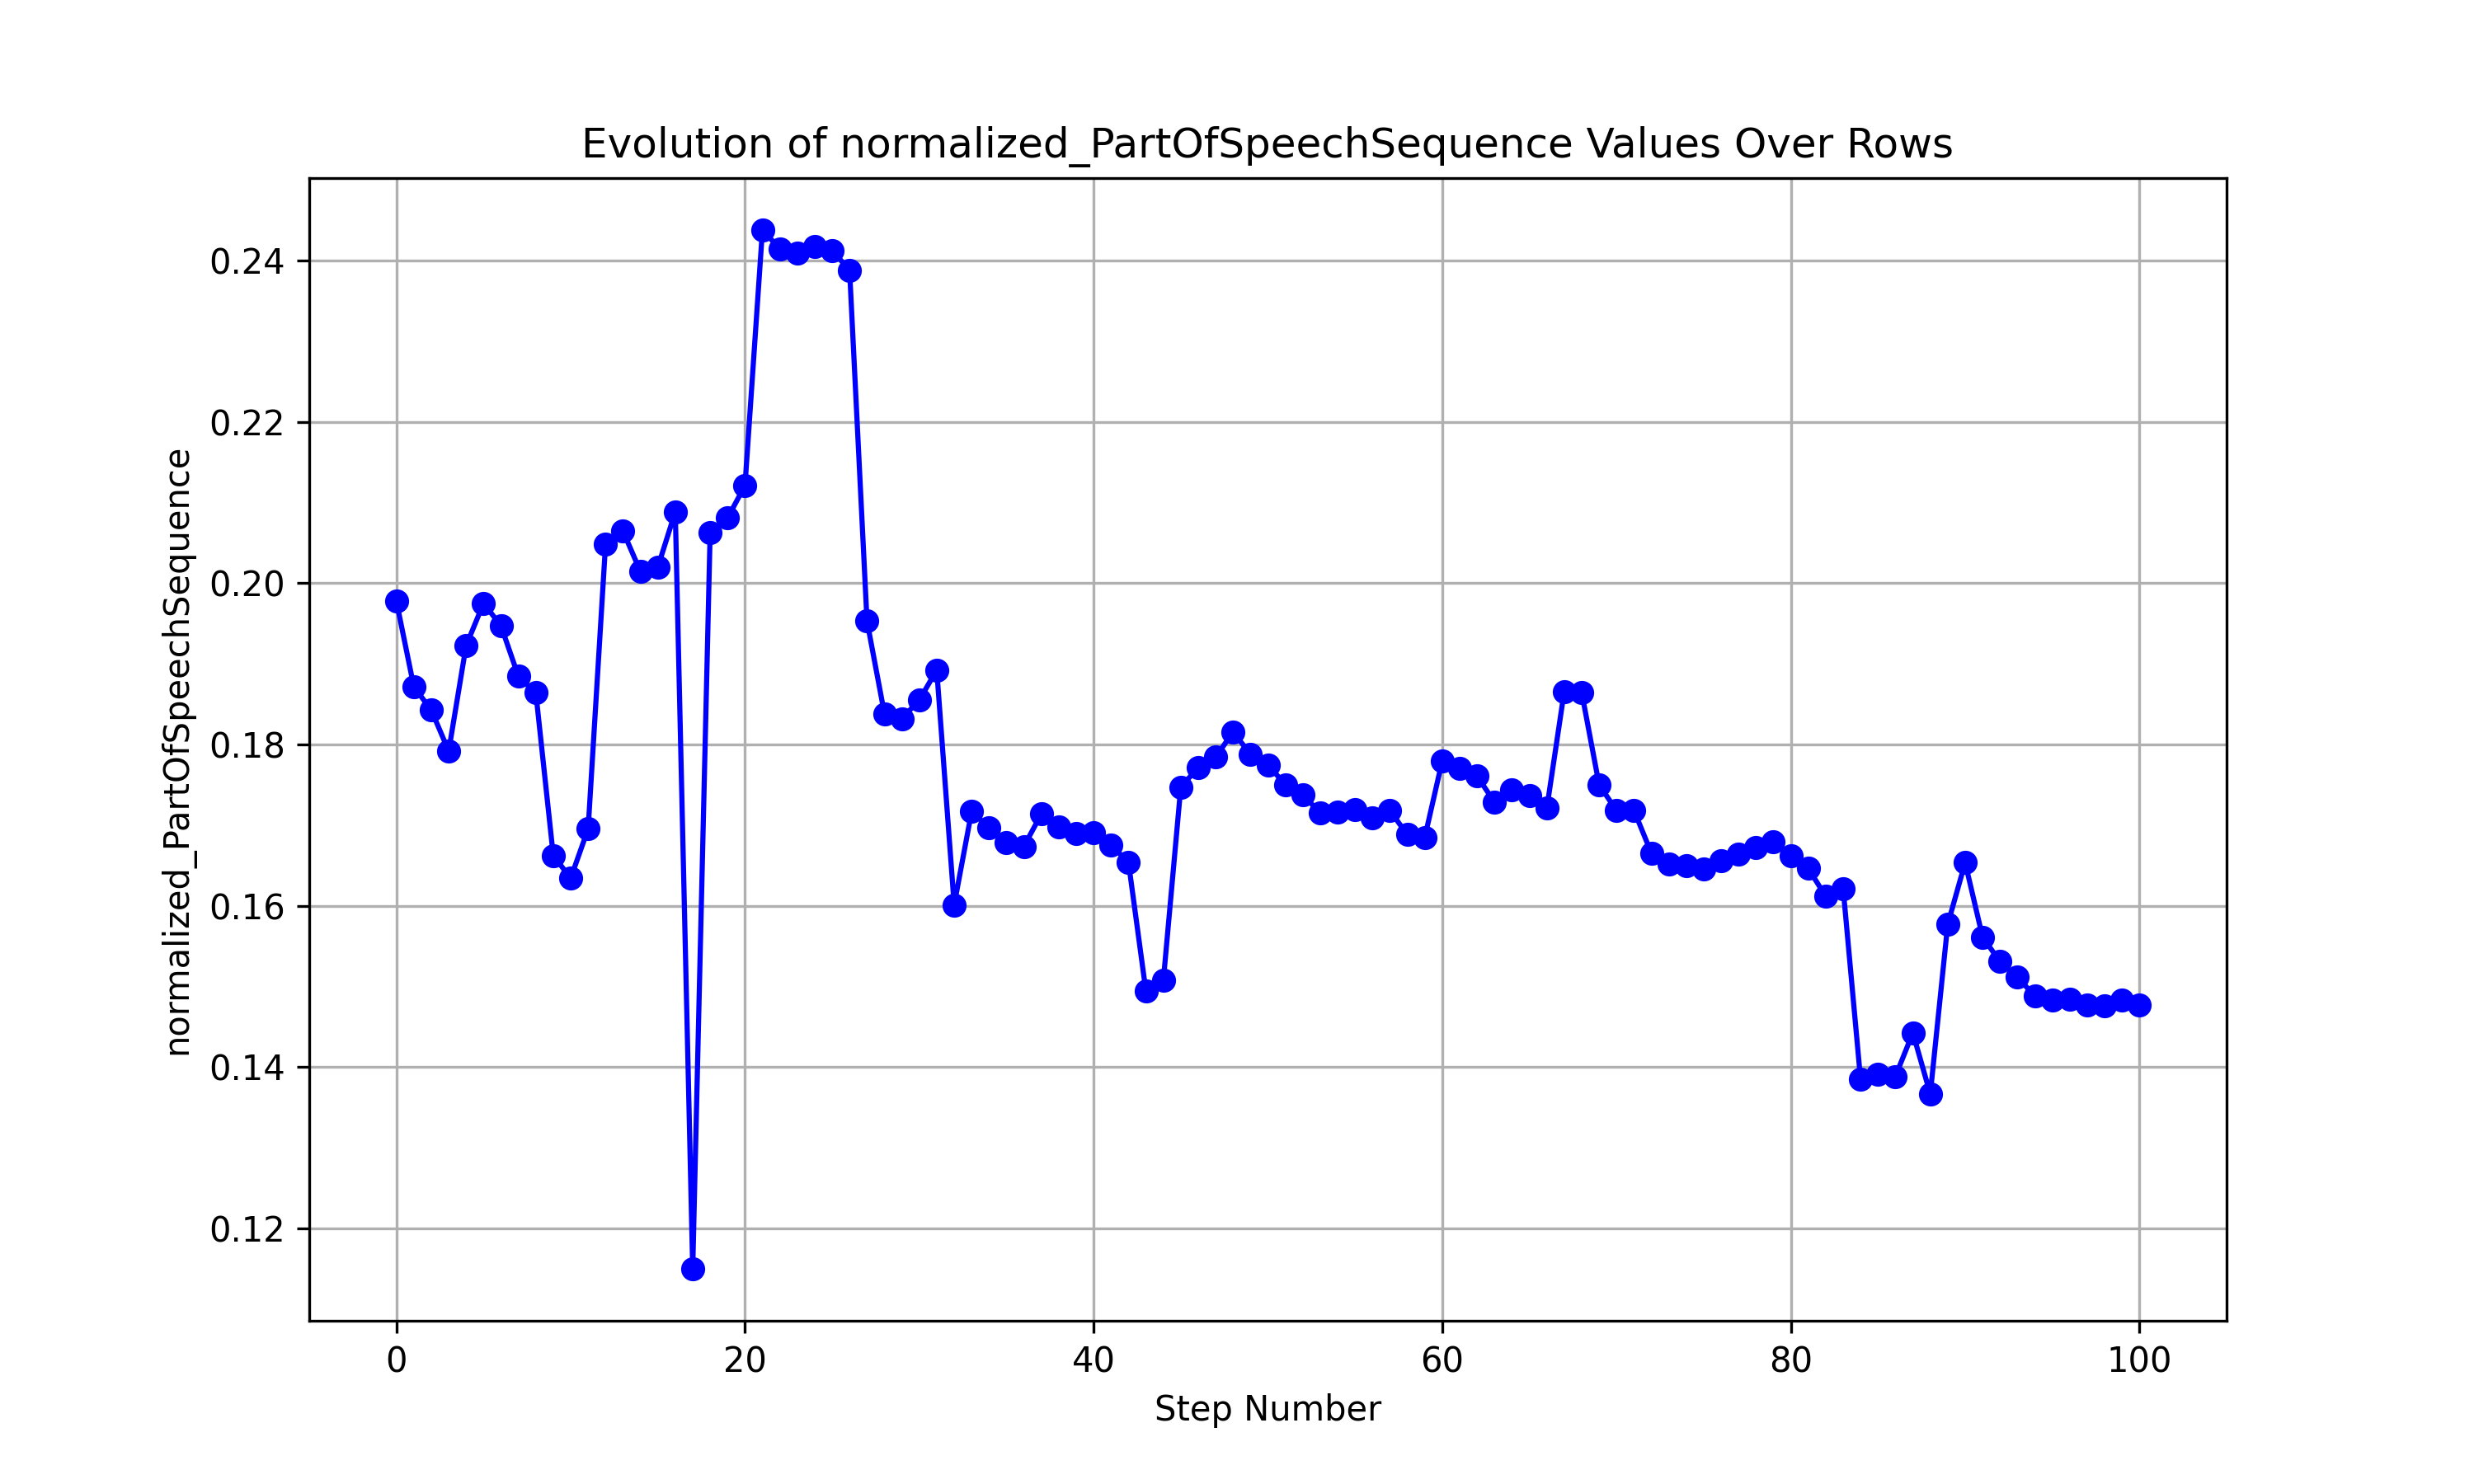 Evolution of normalized_PartOfSpeechSequence Values Over Rows
normalized_PartOfSpeechSequence
0.24
0.22
0.20
0.18
0.16
0.14
0.12
0 20 40 60 80 100
Step Number